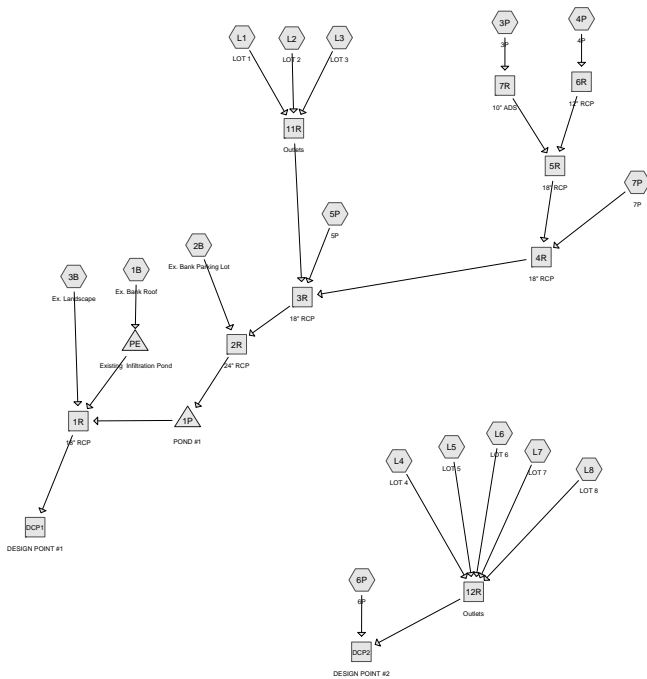 3P
4P
3P
4P
L1
L2
L3
LOT 1
LOT 2
LOT 3
7R
6R
10" ADS
12" RCP
11R
Outlets
5R
18" RCP
7P
7P
5P
5P
2B
Ex. Bank Parking Lot
4R
18" RCP
3B
Ex. Landscape
1B
Ex. Bank Roof
3R
18" RCP
PE
Existing Infiltration Pond
2R
24" RCP
1R
18" RCP
1P
POND #1
L4
LOT 4
L5
LOT 5
L6
LOT 6
L7
LOT 7
L8
LOT 8
DCP1
DESIGN POINT #1
6P
6P
12R
Outlets
DCP2
DESIGN POINT #2